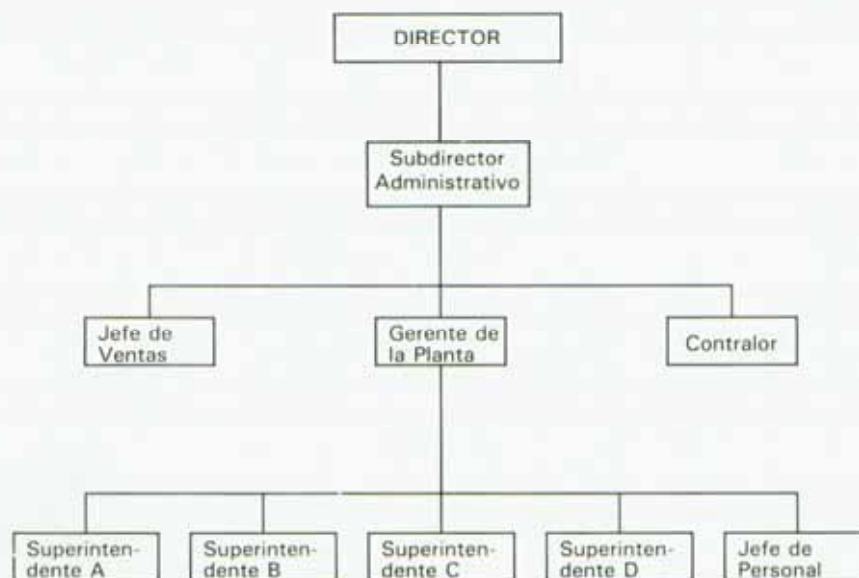 DIRECTOR
Subdirector
Administrativo
Jefe de
Ventas
Gerente de
la Planta
Contralor
Superinten-
dente A
Superinten-
dente B
Superinten-
dente C
Superinten-
dente D
Jefe de
Personal